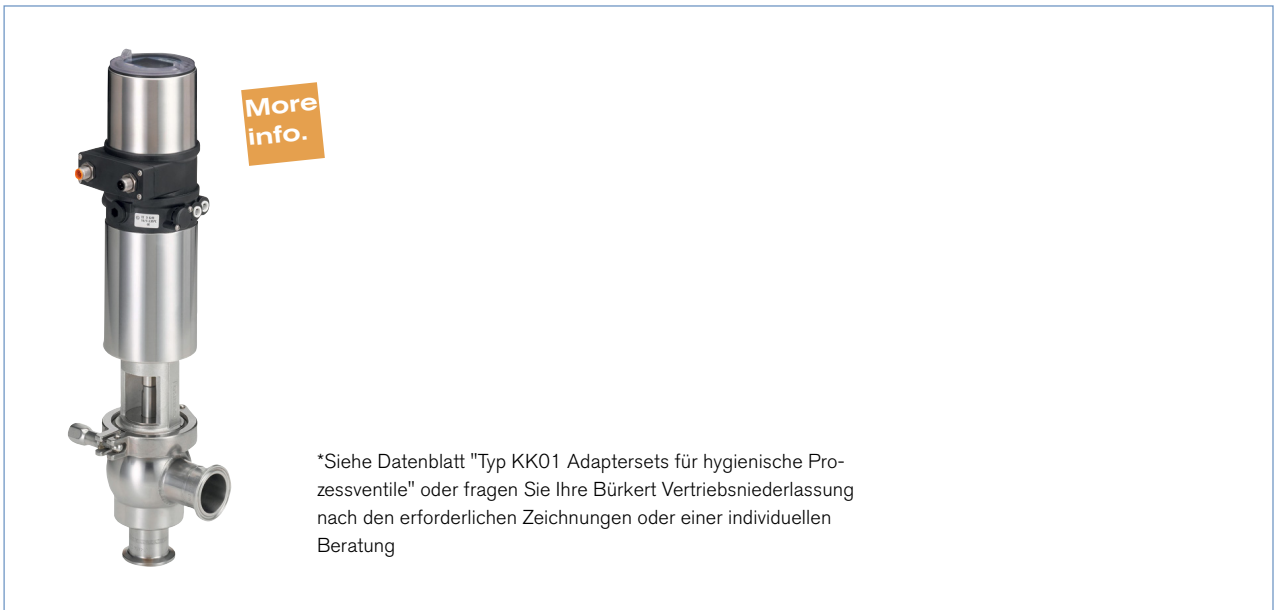 More
info.
*Siehe Datenblatt "Typ KK01 Adaptersets für hygienische Pro-
zessventile" oder fragen Sie Ihre Bürkert Vertriebsniederlassung
nach den erforderlichen Zeichnungen oder einer individuellen
Beratung